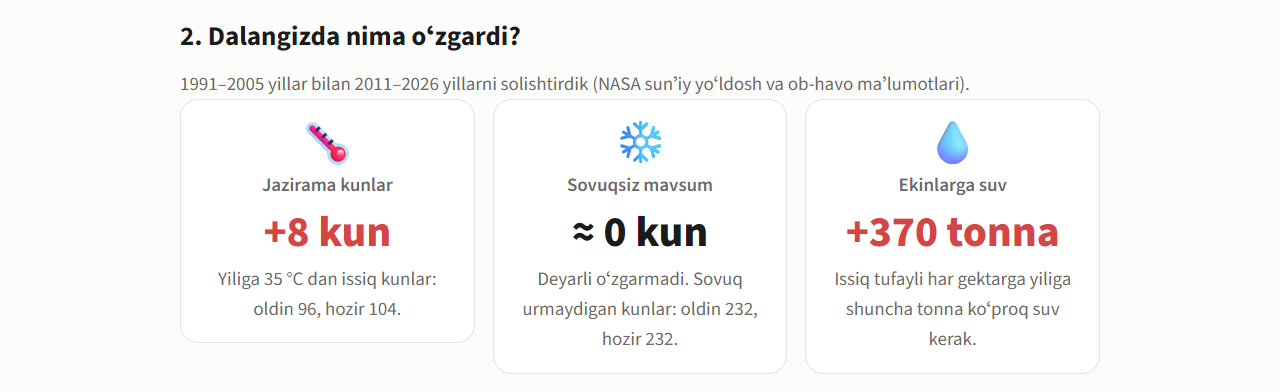 2. Dalangizda nima oʻzgardi?
1991–2005 yillar bilan 2011–2026 yillarni solishtirdik (NASA sunʼiy yoʻldosh va ob-havo maʼlumotlari).
Jazirama kunlar
+8 kun
Yiliga 35 °C dan issiq kunlar:
oldin 96, hozir 104.
Sovuqsiz mavsum
≈ 0 kun
Deyarli oʻzgarmadi. Sovuq
urmaydigan kunlar: oldin 232,
hozir 232.
Ekinlarga suv
+370 tonna
Issiq tufayli har gektarga yiliga
shuncha tonna koʻproq suv
kerak.